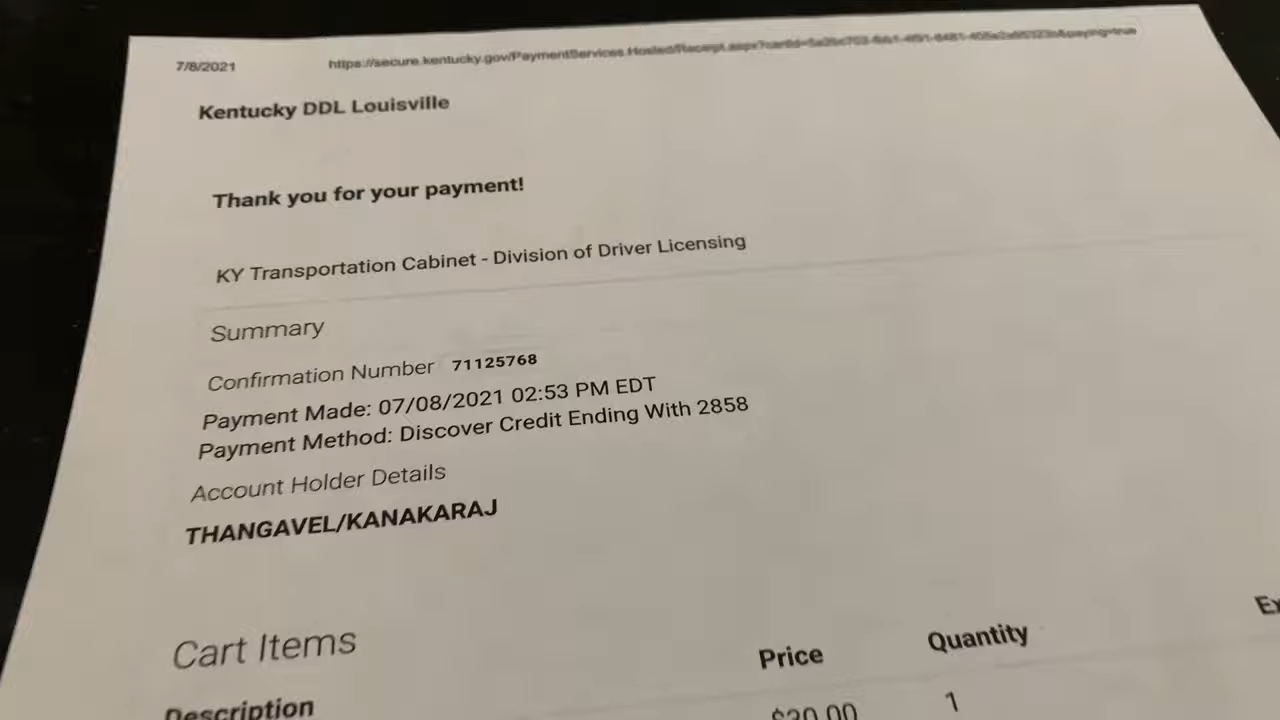 7/8/2021
Kentucky DDL Louisville
Thank you for your payment!
KY Transportation Cabinet - Division of Driver Licensing
Summary
Confirmation Number 71125768
Payment Made: 07/08/2021 02:53 PM EDT
Payment Method: Discover Credit Ending With 2858
Account Holder Details
THANGAVEL/KANAKARAJ
Cart Items
Price Quantity
Description
1